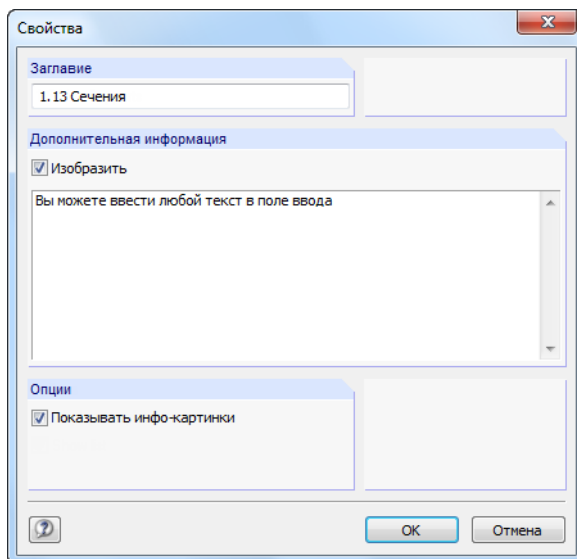 Свойства
Заглавие
1.13 Сечения
Дополнительная информация
Изобразить
Вы можете ввести любой текст в поле ввода
Опции
Показывать инфо-картинки
OK
Отмена